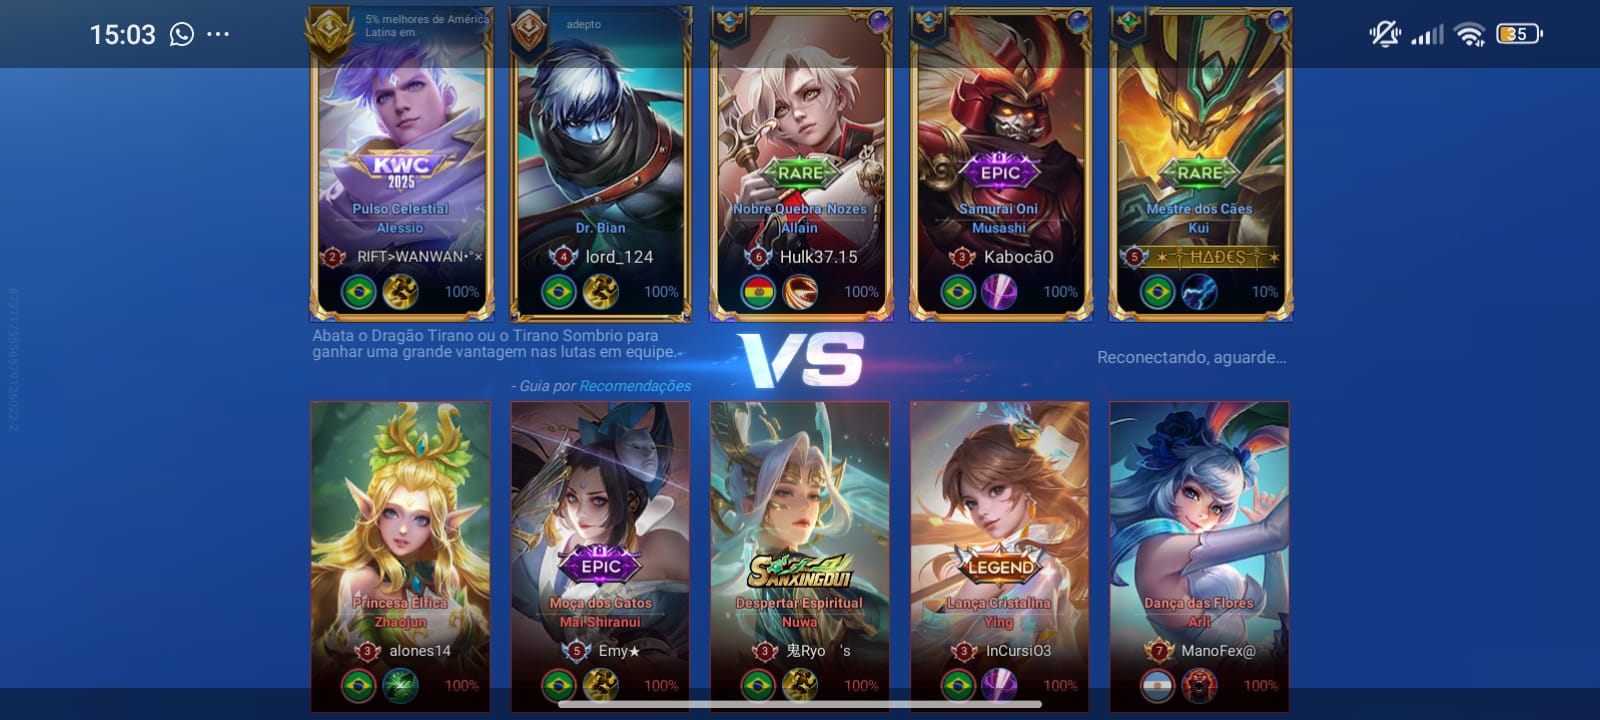 15:03
35
5% melhores de América
Latina em
adepto
KWC
2025
RARE
EPIC
RARE
Pulso Celestial
Alessio
Dr. Bian
Nobre Quebra-Nozes
Allain
Samurai Oni
Musashi
Mestre dos Cães
Kui
2 RIFT>WANWAN•°×
4 lord_124
6 Hulk37.15
3 KabocãO
5 HΔĐ€Ş
100%
100%
100%
100%
10%
Abata o Dragão Tirano ou o Tirano Sombrio para
ganhar uma grande vantagem nas lutas em equipe.
VS
Reconectando, aguarde...
- Guia por Recomendações
EPIC
SANXINGDUI
LEGEND
Princesa Élfica
Zhaojun
Moça dos Gatos
Mai Shiranui
Despertar Espiritual
Nuwa
Lança Cristalina
Ying
Dança das Flores
Arli
3 alones14
5 Emy★
3 鬼Ryo 's
3 InCursiO3
7 ManoFex@
100%
100%
100%
100%
100%